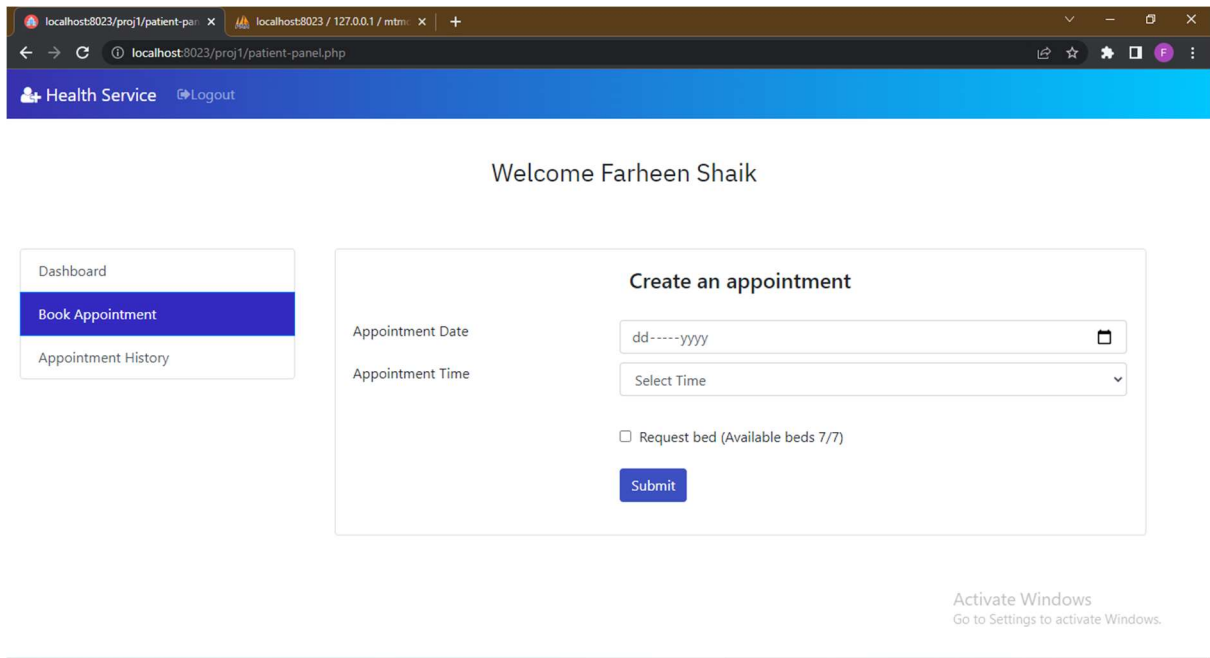 localhost:8023/proj1/patient-pan
localhost:8023 / 127.0.0.1 / mtmc
localhost:8023/proj1/patient-panel.php
F
Health Service Logout
Welcome Farheen Shaik
Dashboard
Book Appointment
Appointment History
Create an appointment
Appointment Date
dd-----yyyy
Appointment Time
Select Time
Request bed (Available beds 7/7)
Submit
Activate Windows
Go to Settings to activate Windows.